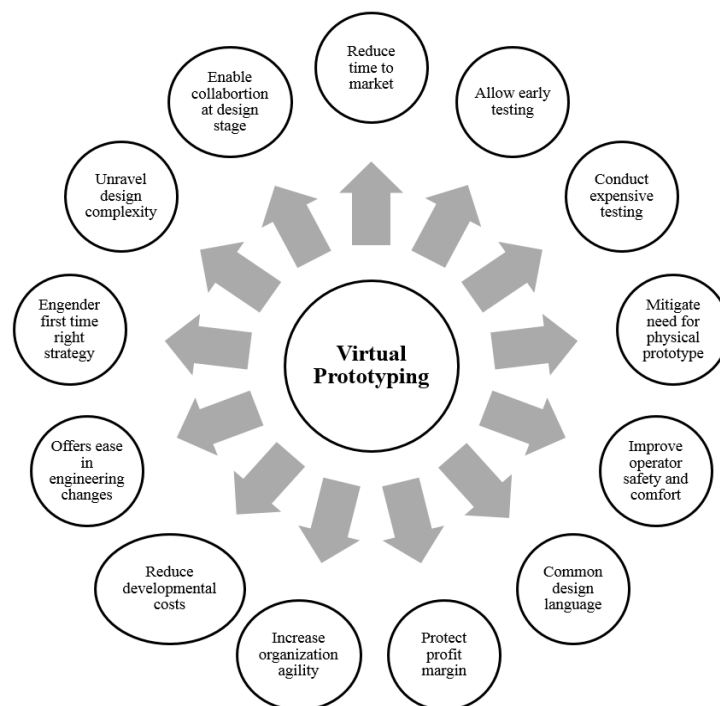 Reduce
time to
market
Allow early
testing
Conduct
expensive
testing
Mitigate
need for
physical
prototype
Improve
operator
safety and
comfort
Common
design
language
Protect
profit
margin
Increase
organization
agility
Reduce
developmental
costs
Offers ease in
engineering
changes
Engender
first time
right
strategy
Unravel
design
complexity
Enable
collabortion
at design
stage
Virtual
Prototyping